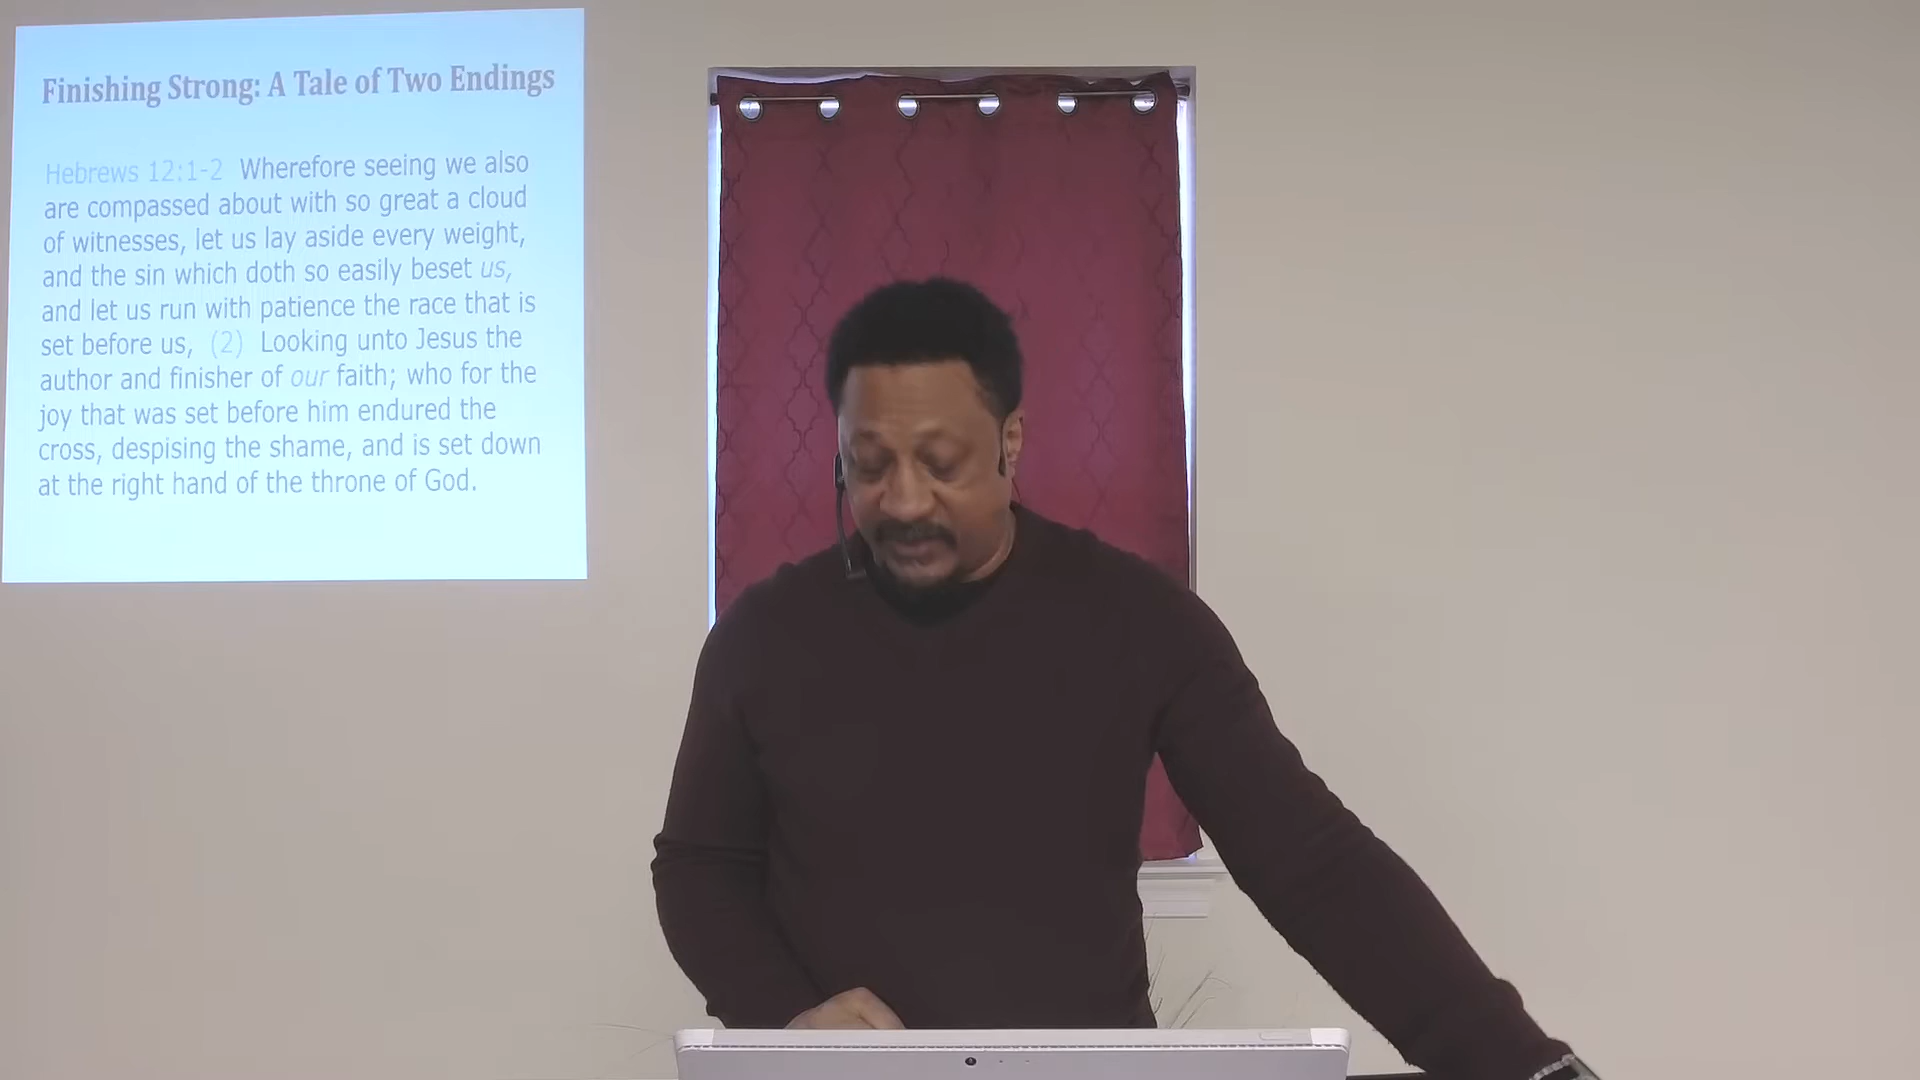 Finishing Strong: A Tale of Two Endings
Hebrews 12:1-2 Wherefore seeing we also
are compassed about with so great a cloud
of witnesses, let us lay aside every weight,
and the sin which doth so easily beset us,
and let us run with patience the race that is
set before us, (2) Looking unto Jesus the
author and finisher of our faith; who for the
joy that was set before him endured the
cross, despising the shame, and is set down
at the right hand of the throne of God.